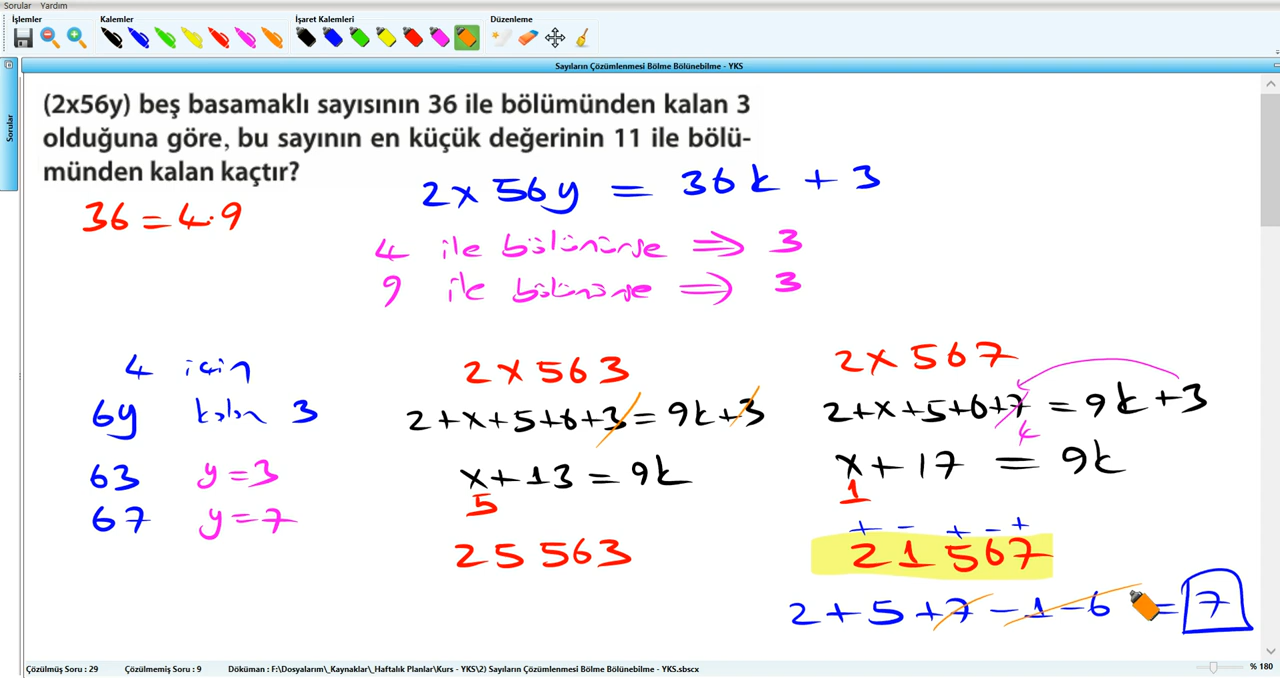 Sorular Yardım
İşlemler
Kalemler
İşaret Kalemleri
Düzenleme
Sayıların Çözümlenmesi Bölme Bölünebilme - YKS
Sorular
(2x56y) beş basamaklı sayısının 36 ile bölümünden kalan 3
olduğuna göre, bu sayının en küçük değerinin 11 ile bölü-
münden kalan kaçtır?
2x56y = 36k + 3
36 = 4.9
4 ile bölünürse ⇒ 3
9 ile bölünürse ⇒ 3
4 için
6y kalan 3
63 y=3
67 y=7
2x563
2+x+5+6+3 = 9k+3
x+13 = 9k
5
25563
2x567
2+x+5+6+7 = 9k+3
4
x+17 = 9k
1
+ - + - +
21567
2+5+7-1-6 = 7
Çözülmüş Soru : 29
Çözülmemiş Soru : 9
Döküman : F:\Dosyalarım\_Kaynaklar\_Haftalık Planlar\Kurs - YKS\2) Sayıların Çözümlenmesi Bölme Bölünebilme - YKS.sbscx
% 180